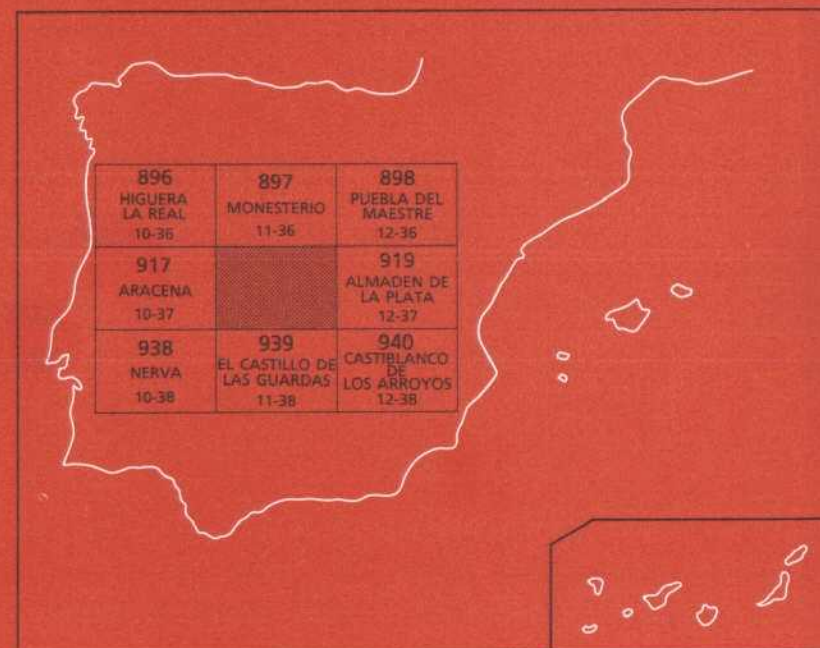 896
HIGUERA
LA REAL
10-36
897
MONESTERIO
11-36
898
PUEBLA DEL
MAESTRE
12-36
917
ARACENA
10-37
919
ALMADEN DE
LA PLATA
12-37
938
NERVA
10-38
939
EL CASTILLO DE
LAS GUARDAS
11-38
940
CASTIBLANCO
DE
LOS ARROYOS
12-38